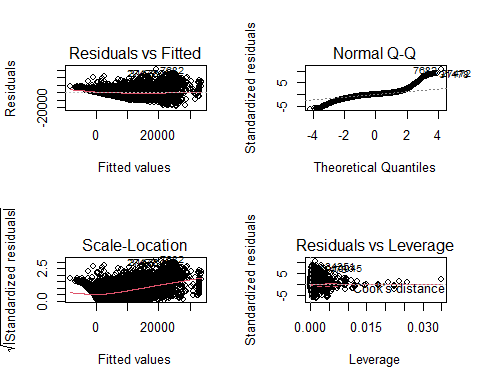 Residuals vs Fitted
Residuals
-20000
0
20000
Fitted values
Normal Q-Q
Standardized residuals
-5
5
7682
-4
-2
0
2
4
Theoretical Quantiles
Scale-Location
√|Standardized residuals|
0.0
2.5
0
20000
Fitted values
Residuals vs Leverage
Standardized residuals
-5
5
Cook's distance
0.000
0.015
0.030
Leverage